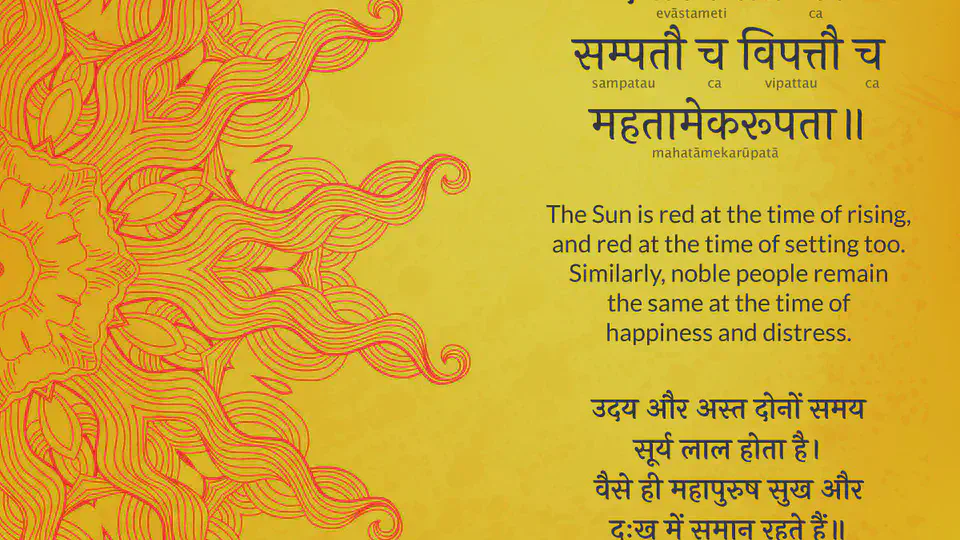 evāstameti ca
सम्पतौ च विपत्तौ च
sampatau ca vipattau ca
महतामेकरूपता॥
mahatāmekarūpatā
The Sun is red at the time of rising,
and red at the time of setting too.
Similarly, noble people remain
the same at the time of
happiness and distress.
उदय और अस्त दोनों समय
सूर्य लाल होता है।
वैसे ही महापुरुष सुख और
दुःख में समान रहते हैं॥